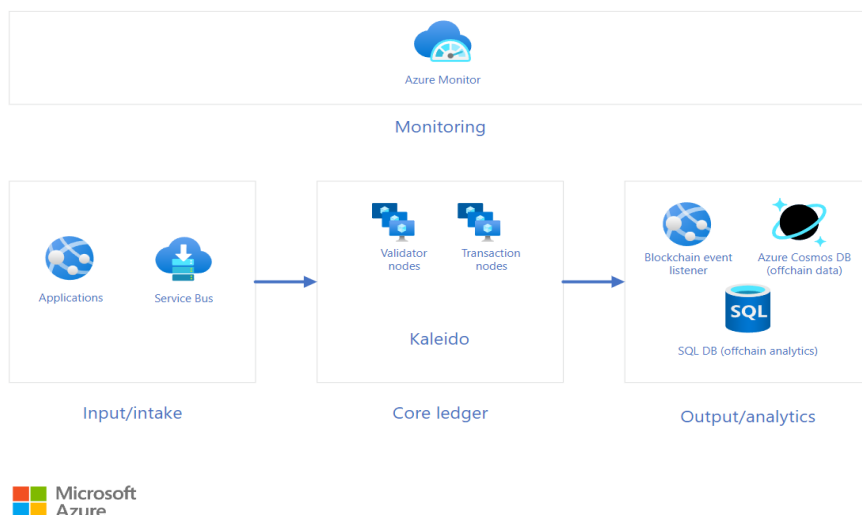 Azure Monitor
Monitoring
Applications
Service Bus
Validator
nodes
Transaction
nodes
Kaleido
Blockchain event
listener
Azure Cosmos DB
(offchain data)
SQL
SQL DB (offchain analytics)
Input/intake
Core ledger
Output/analytics
Microsoft
Azure